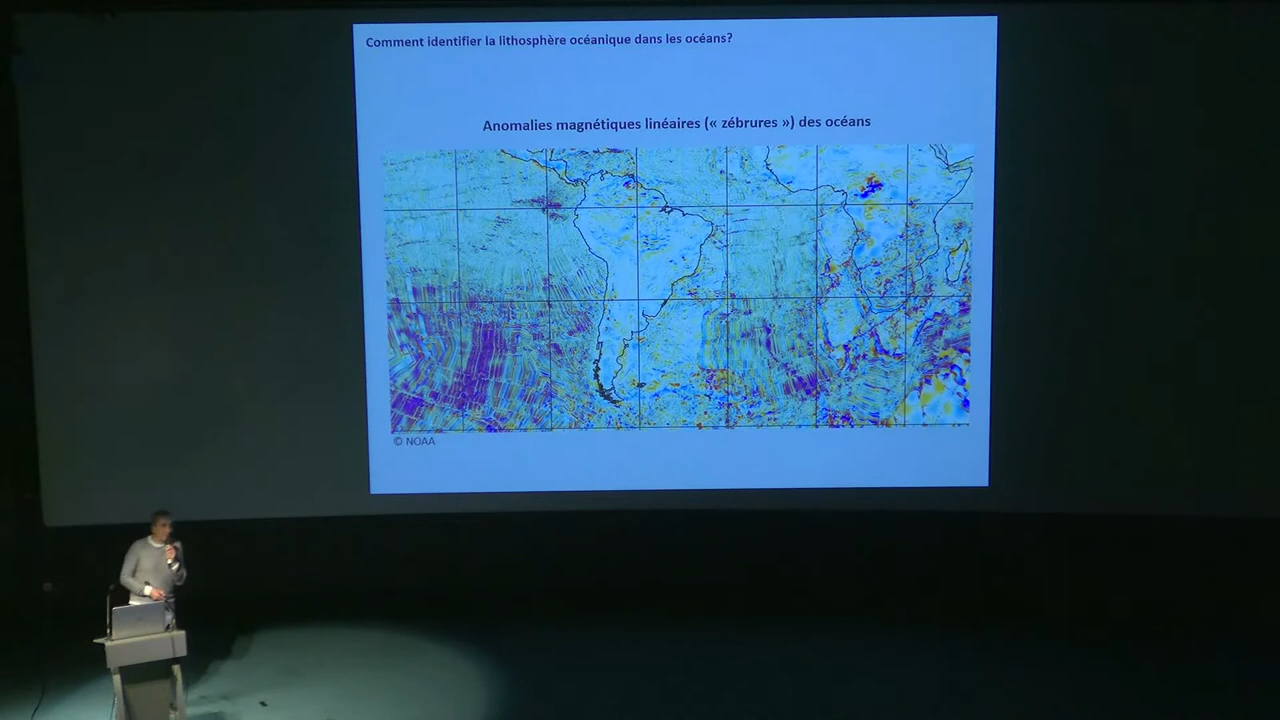 Comment identifier la lithosphère océanique dans les océans?
Anomalies magnétiques linéaires (« zébrures ») des océans
© NOAA